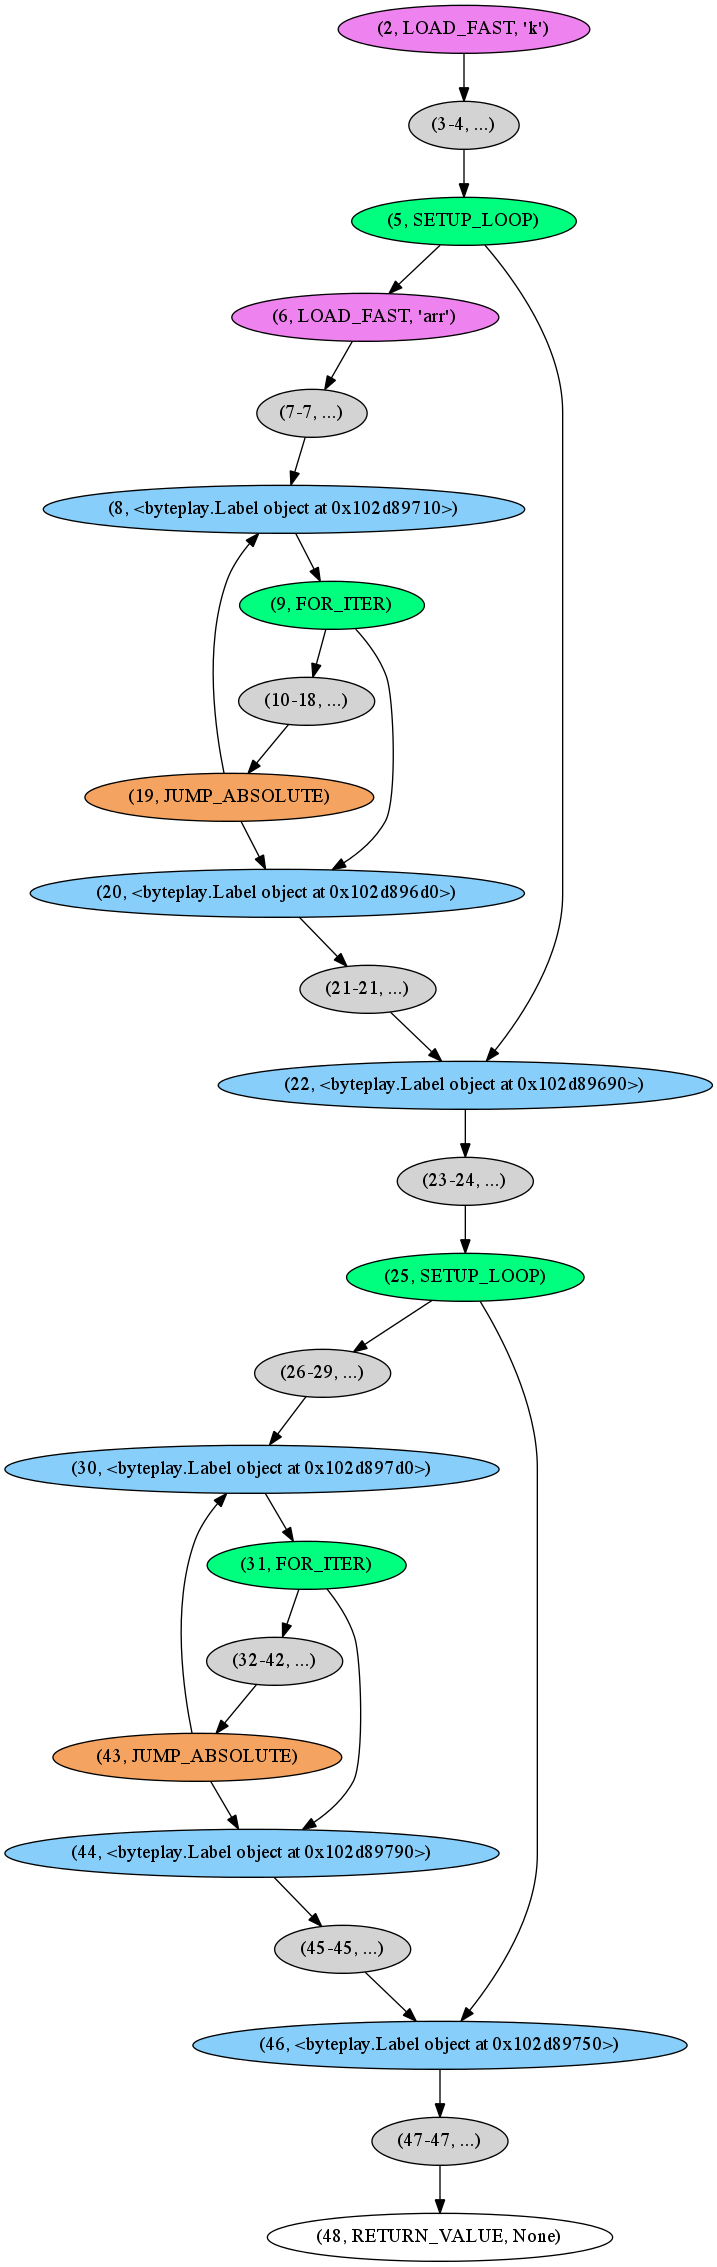 (2, LOAD_FAST, 'k')
(3-4, ...)
(5, SETUP_LOOP)
(6, LOAD_FAST, 'arr')
(7-7, ...)
(8, <byteplay.Label object at 0x102d89710>)
(9, FOR_ITER)
(10-18, ...)
(19, JUMP_ABSOLUTE)
(20, <byteplay.Label object at 0x102d896d0>)
(21-21, ...)
(22, <byteplay.Label object at 0x102d89690>)
(23-24, ...)
(25, SETUP_LOOP)
(26-29, ...)
(30, <byteplay.Label object at 0x102d897d0>)
(31, FOR_ITER)
(32-42, ...)
(43, JUMP_ABSOLUTE)
(44, <byteplay.Label object at 0x102d89790>)
(45-45, ...)
(46, <byteplay.Label object at 0x102d89750>)
(47-47, ...)
(48, RETURN_VALUE, None)